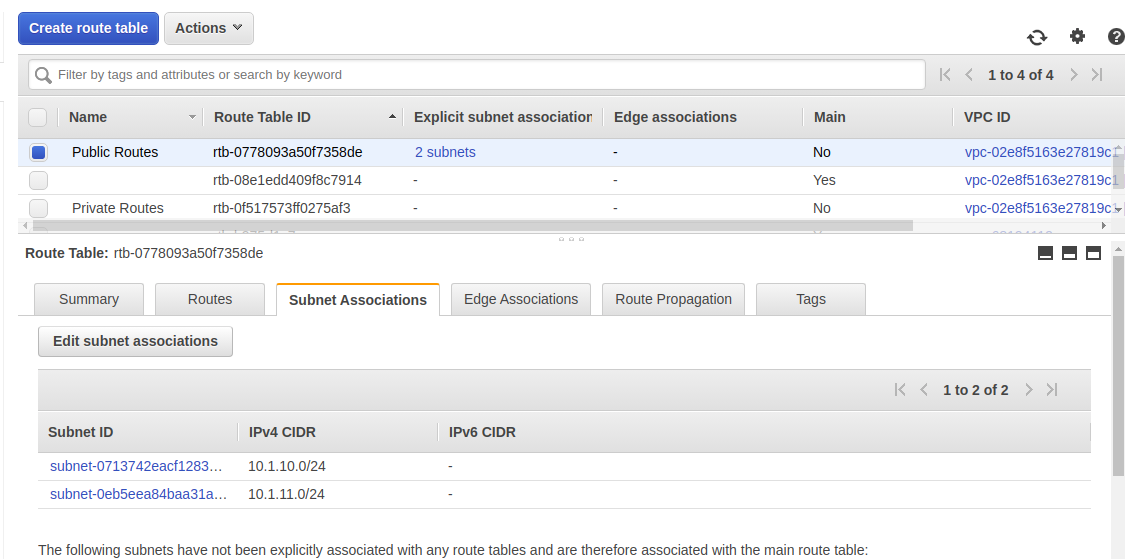 Create route table Actions
Filter by tags and attributes or search by keyword 1 to 4 of 4
Name Route Table ID Explicit subnet association Edge associations Main VPC ID
Public Routes rtb-0778093a50f7358de 2 subnets - No vpc-02e8f5163e27819c1
rtb-08e1edd409f8c7914 - - Yes vpc-02e8f5163e27819c1
Private Routes rtb-0f517573ff0275af3 - - No vpc-02e8f5163e27819c1
Route Table: rtb-0778093a50f7358de
Summary Routes Subnet Associations Edge Associations Route Propagation Tags
Edit subnet associations
1 to 2 of 2
Subnet ID IPv4 CIDR IPv6 CIDR
subnet-0713742eacf1283... 10.1.10.0/24 -
subnet-0eb5eea84baa31a... 10.1.11.0/24 -
The following subnets have not been explicitly associated with any route tables and are therefore associated with the main route table: